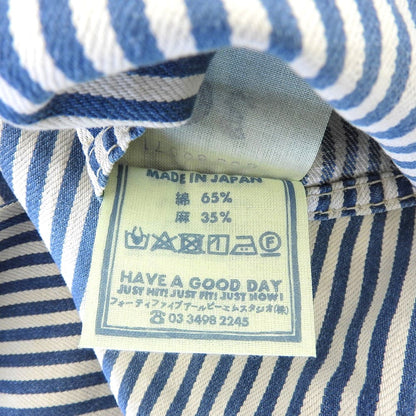 MADE IN JAPAN
綿 65%
麻 35%
HAVE A GOOD DAY
JUST HIT! JUST FIT! JUST NOW!
フォーティファイブアールピーエムスタジオ(株)
☎ 03 3498 2245